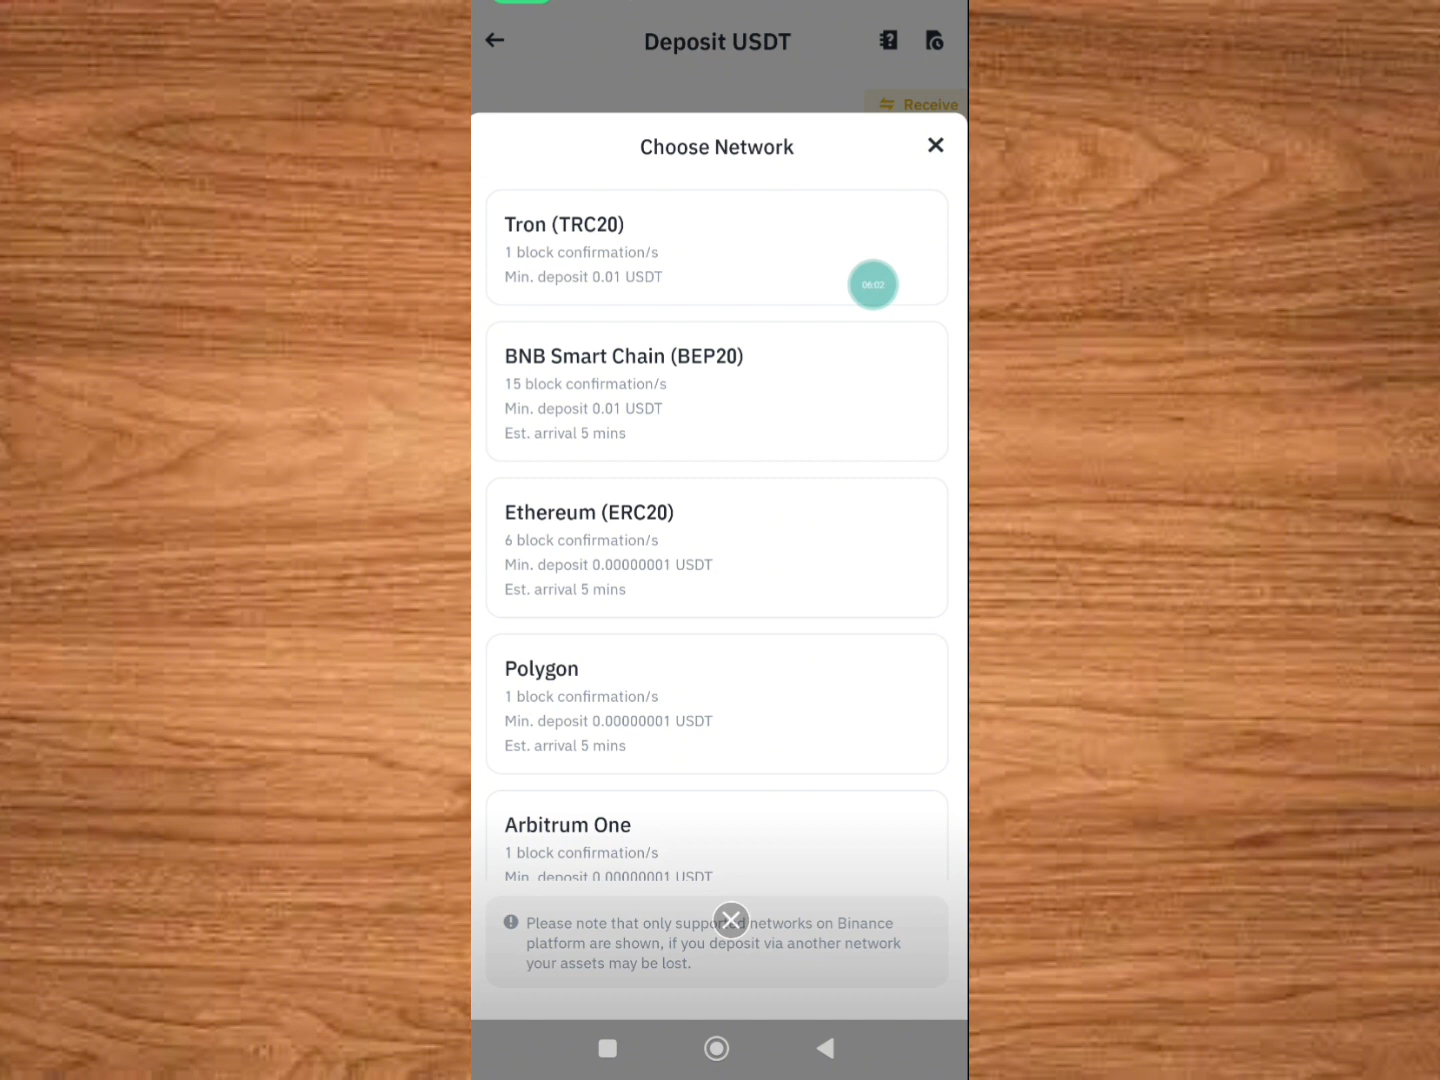 Deposit USDT
Receive
Choose Network
Tron (TRC20)
1 block confirmation/s
Min. deposit 0.01 USDT
06:02
BNB Smart Chain (BEP20)
15 block confirmation/s
Min. deposit 0.01 USDT
Est. arrival 5 mins
Ethereum (ERC20)
6 block confirmation/s
Min. deposit 0.00000001 USDT
Est. arrival 5 mins
Polygon
1 block confirmation/s
Min. deposit 0.00000001 USDT
Est. arrival 5 mins
Arbitrum One
1 block confirmation/s
Min. deposit 0.00000001 USDT
Please note that only supported networks on Binance
platform are shown, if you deposit via another network
your assets may be lost.